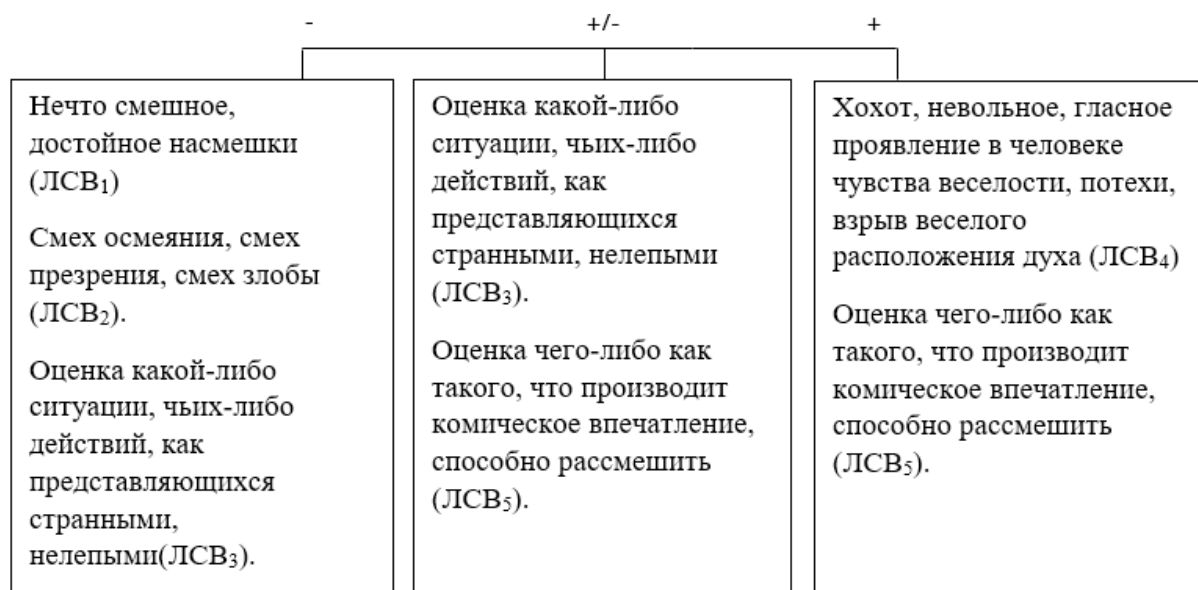 - +/- +
Нечто смешное,
достойное насмешки
(ЛСВ₁)
Смех осмеяния, смех
презрения, смех злобы
(ЛСВ₂).
Оценка какой-либо
ситуации, чьих-либо
действий, как
представляющихся
странными,
нелепыми(ЛСВ₃).
Оценка какой-либо
ситуации, чьих-либо
действий, как
представляющихся
странными, нелепыми
(ЛСВ₃).
Оценка чего-либо как
такого, что производит
комическое впечатление,
способно рассмешить
(ЛСВ₅).
Хохот, невольное, гласное
проявление в человеке
чувства веселости, потехи,
взрыв веселого
расположения духа (ЛСВ₄)
Оценка чего-либо как
такого, что производит
комическое впечатление,
способно рассмешить
(ЛСВ₅).